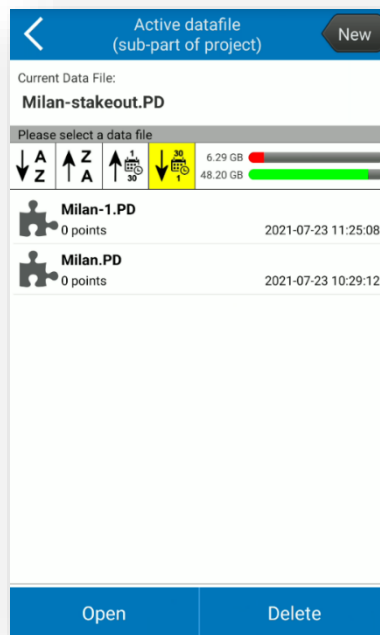 Active datafile
(sub-part of project)
New
Current Data File:
Milan-stakeout.PD
Please select a data file
A
Z
Z
A
1
30
30
1
6.29 GB
48.20 GB
Milan-1.PD
0 points 2021-07-23 11:25:08
Milan.PD
0 points 2021-07-23 10:29:12
Open Delete